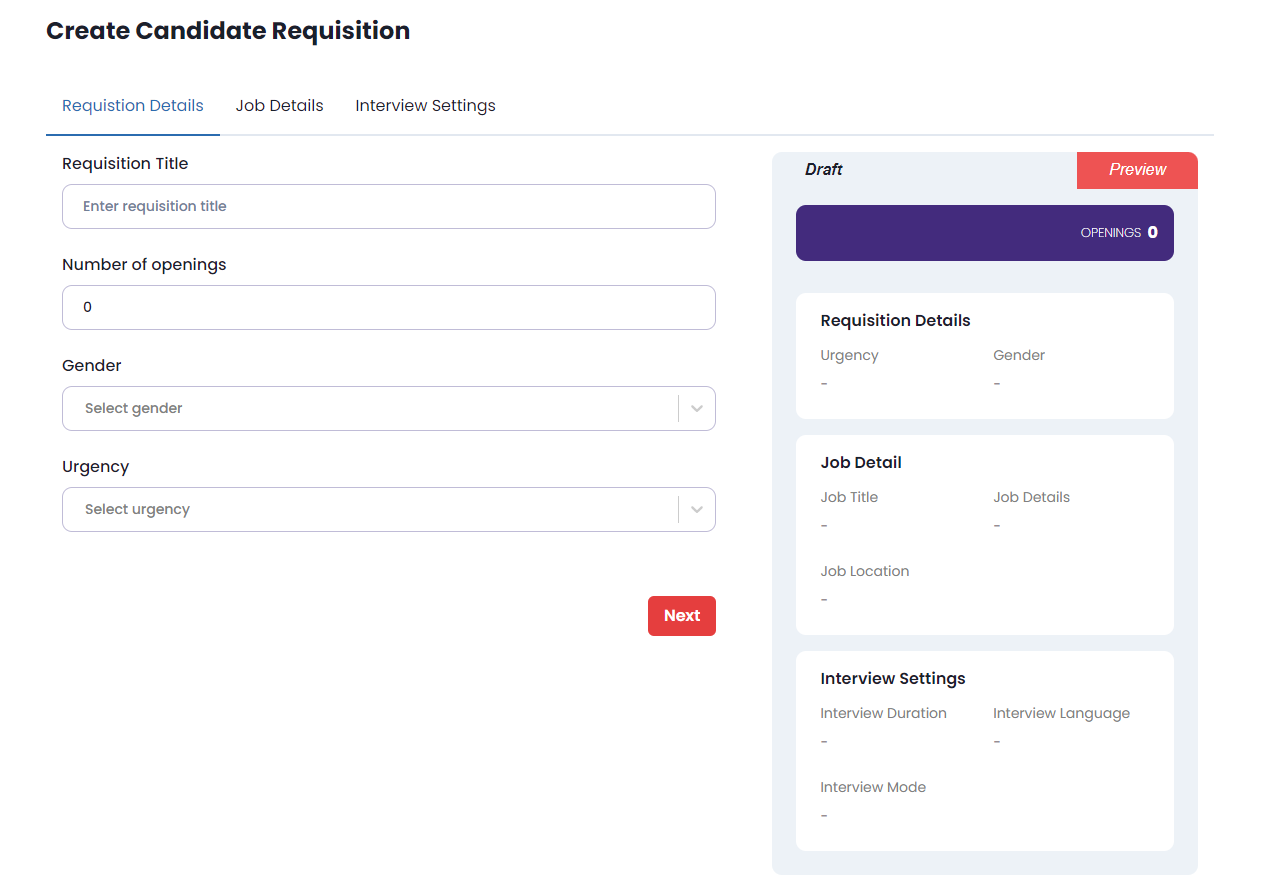 Create Candidate Requisition
Requistion Details Job Details Interview Settings
Requisition Title
Enter requisition title
Number of openings
0
Gender
Select gender
Urgency
Select urgency
Next
Draft Preview
OPENINGS 0
Requisition Details
Urgency Gender
- -
Job Detail
Job Title Job Details
- -
Job Location
-
Interview Settings
Interview Duration Interview Language
- -
Interview Mode
-